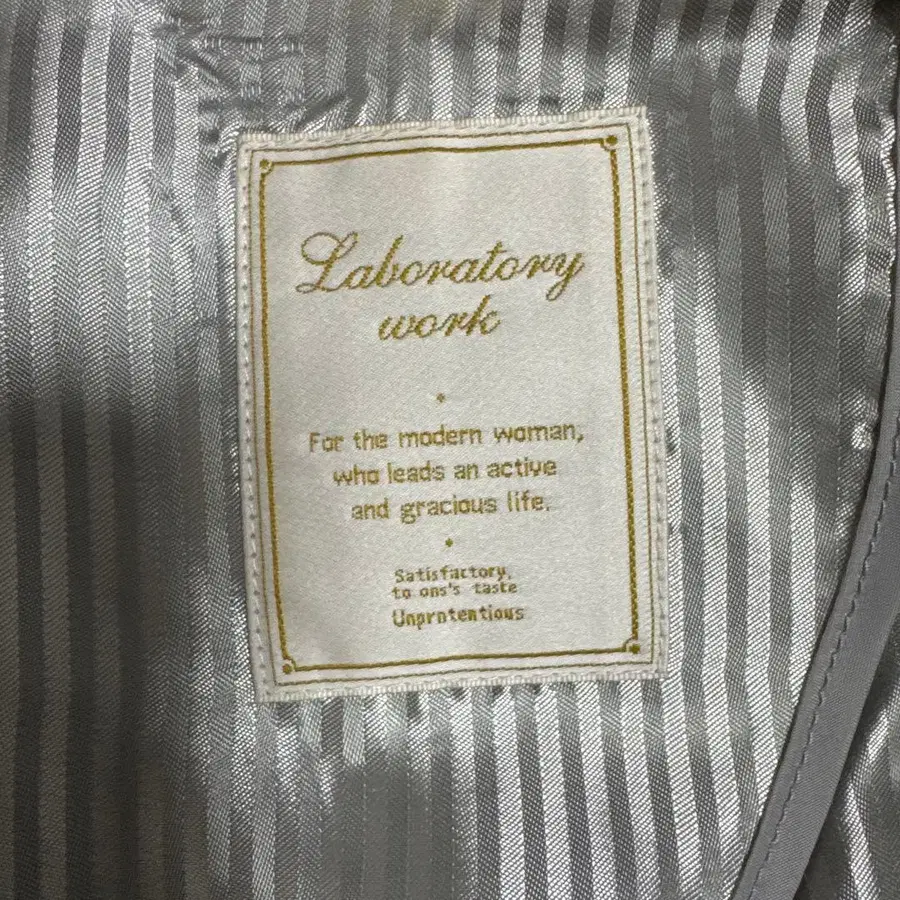 Laboratory
work
For the modern woman,
who leads an active
and gracious life.
Satisfactory,
to ons's taste
Unprntentious